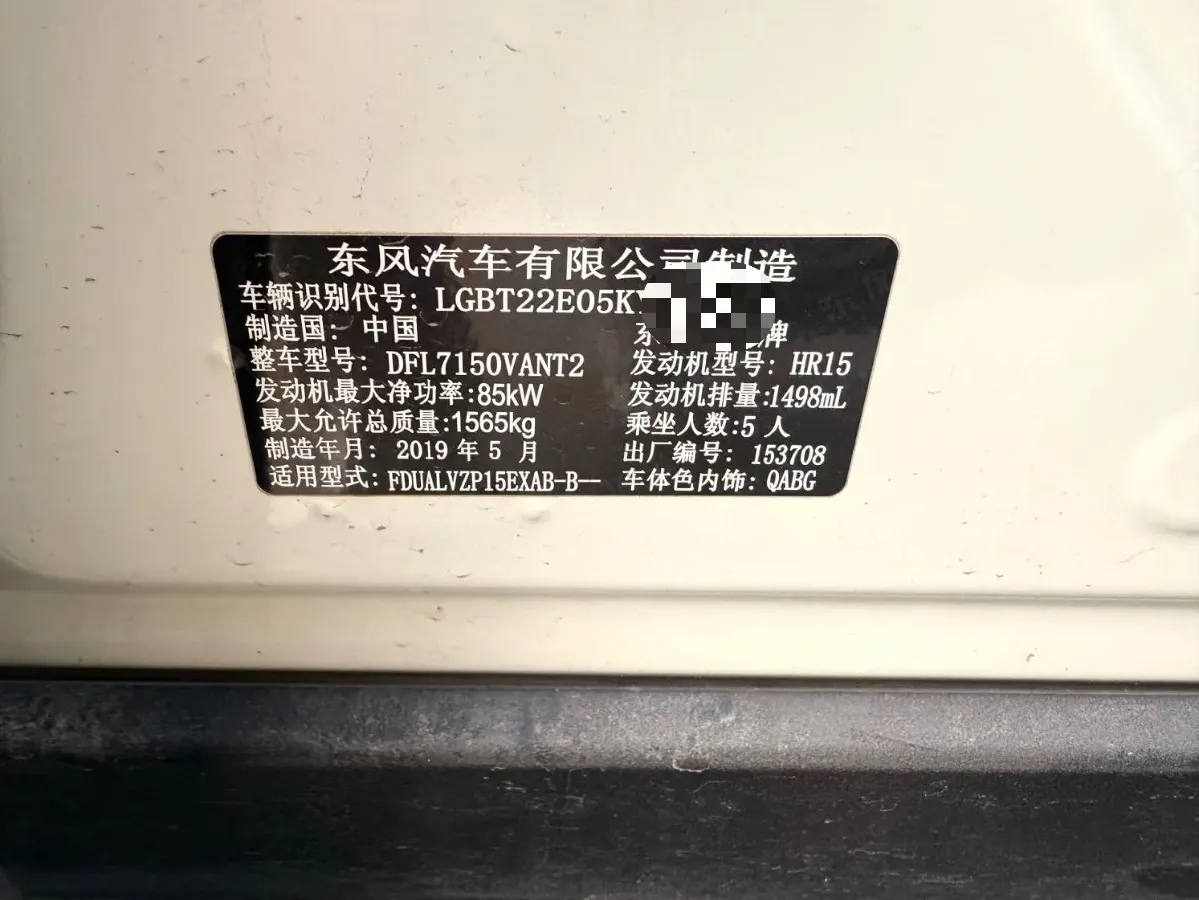 东风汽车有限公司制造
车辆识别代号: LGBT22E05K
制造国: 中国 东 牌
整车型号: DFL7150VANT2 发动机型号: HR15
发动机最大净功率:85kW 发动机排量:1498mL
最大允许总质量:1565kg 乘坐人数:5 人
制造年月: 2019 年 5 月 出厂编号: 153708
适用型式: FDUALVZP15EXAB-B-- 车体色内饰: QABG